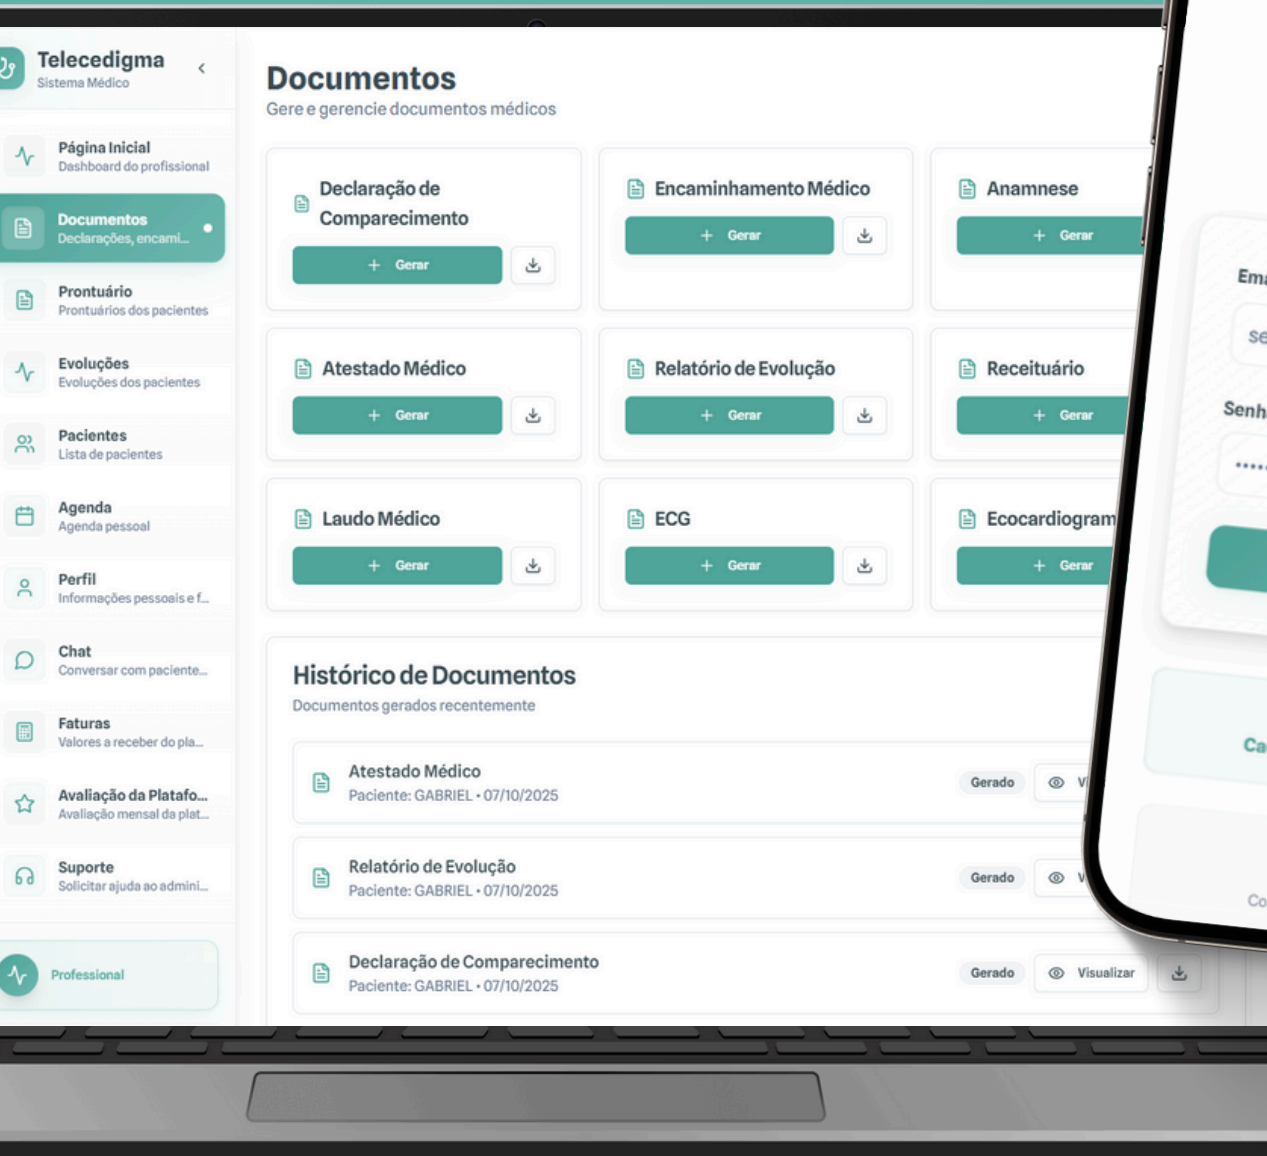 Telecedigma
Sistema Médico
Página Inicial
Dashboard do profissional
Documentos
Declarações, encami...
Prontuário
Prontuários dos pacientes
Evoluções
Evoluções dos pacientes
Pacientes
Lista de pacientes
Agenda
Agenda pessoal
Perfil
Informações pessoais e f...
Chat
Conversar com paciente...
Faturas
Valores a receber do pla...
Avaliação da Platafo...
Avaliação mensal da plat...
Suporte
Solicitar ajuda ao admini...
Professional
Documentos
Gere e gerencie documentos médicos
Declaração de
Comparecimento
+ Gerar
Encaminhamento Médico
+ Gerar
Anamnese
+ Gerar
Atestado Médico
+ Gerar
Relatório de Evolução
+ Gerar
Receituário
+ Gerar
Laudo Médico
+ Gerar
ECG
+ Gerar
Ecocardiogram
+ Gerar
Histórico de Documentos
Documentos gerados recentemente
Atestado Médico
Paciente: GABRIEL • 07/10/2025
Gerado
Relatório de Evolução
Paciente: GABRIEL • 07/10/2025
Gerado
Declaração de Comparecimento
Paciente: GABRIEL • 07/10/2025
Gerado
Visualizar
Ema
se
Senh
Ca
Co